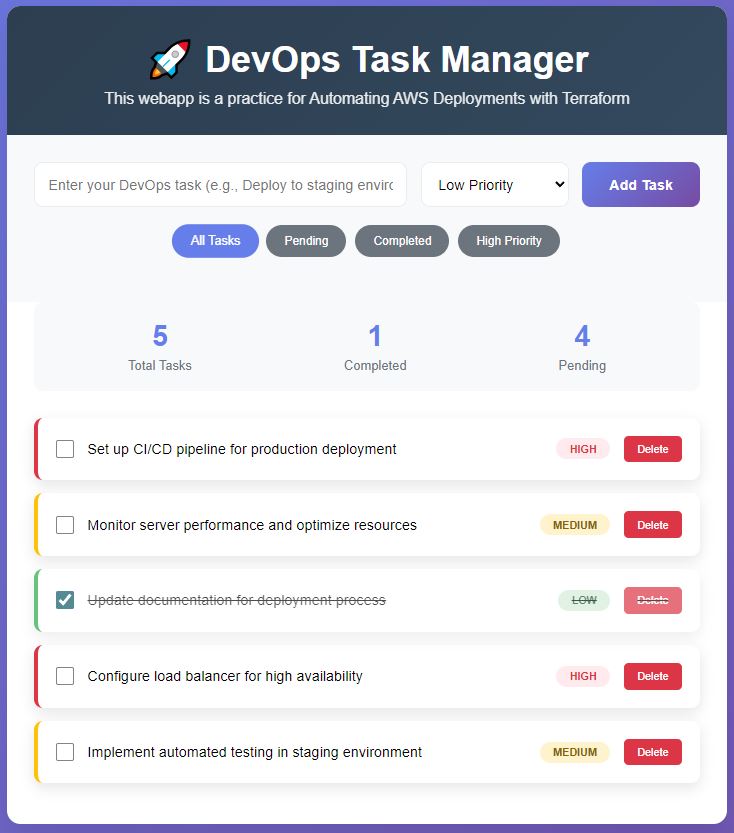 DevOps Task Manager
This webapp is a practice for Automating AWS Deployments with Terraform
Enter your DevOps task (e.g., Deploy to staging enviro
Low Priority
Add Task
All Tasks
Pending
Completed
High Priority
5
1
4
Total Tasks
Completed
Pending
Set up CI/CD pipeline for production deployment
HIGH
Delete
Monitor server performance and optimize resources
MEDIUM
Delete
Update documentation for deployment process
LOW
Delete
Configure load balancer for high availability
HIGH
Delete
Implement automated testing in staging environment
MEDIUM
Delete